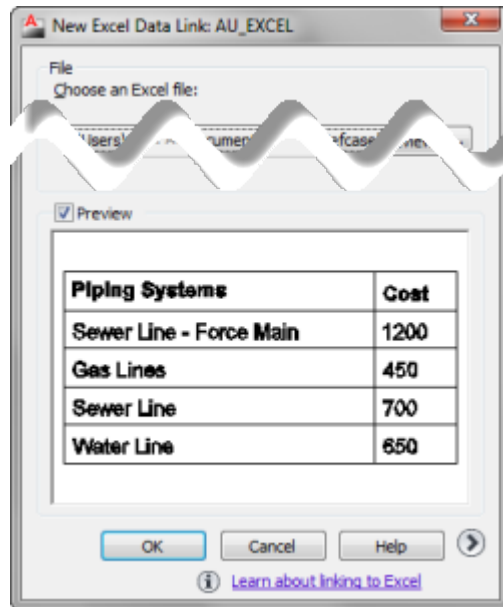 New Excel Data Link: AU_EXCEL
File
Choose an Excel file:
Preview
Piping Systems Cost
Sewer Line - Force Main 1200
Gas Lines 450
Sewer Line 700
Water Line 650
OK Cancel Help
Learn about linking to Excel